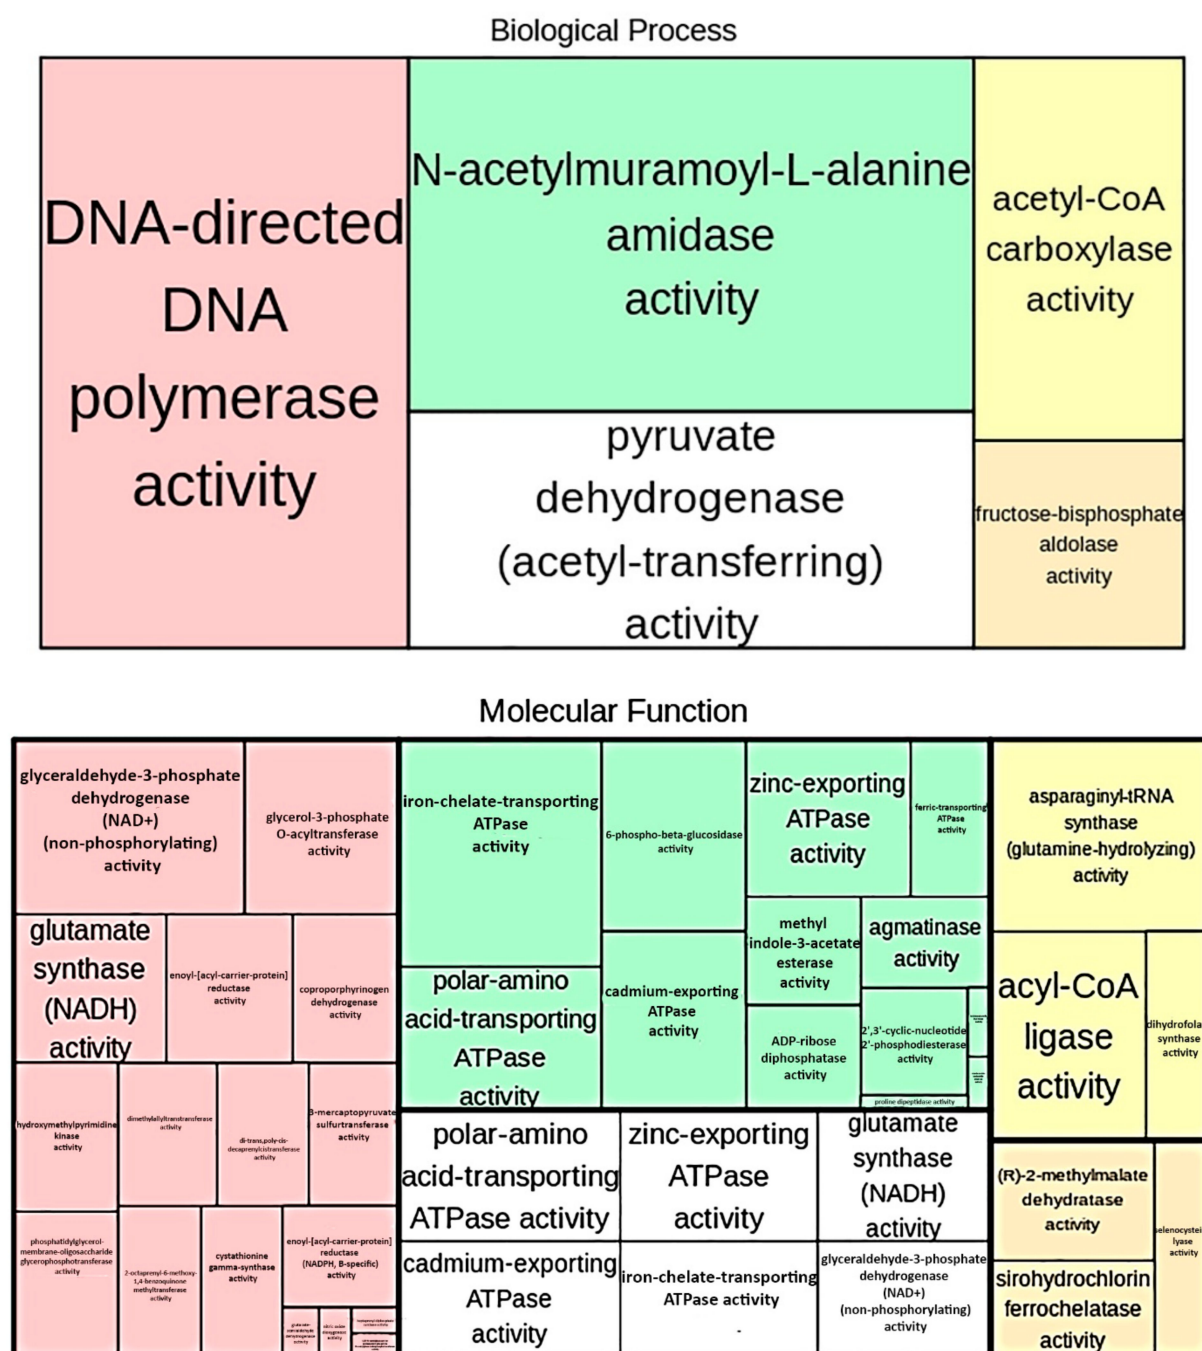 Biological Process
DNA-directed
DNA
polymerase
activity
N-acetylmuramoyl-L-alanine
amidase
activity
pyruvate
dehydrogenase
(acetyl-transferring)
activity
acetyl-CoA
carboxylase
activity
fructose-bisphosphate
aldolase
activity
Molecular Function
glyceraldehyde-3-phosphate
dehydrogenase
(NAD+)
(non-phosphorylating)
activity
glycerol-3-phosphate
O-acyltransferase
activity
glutamate
synthase
(NADH)
activity
enoyl-[acyl-carrier-protein]
reductase
activity
coproporphyrinogen
dehydrogenase
activity
hydroxymethylpyrimidine
kinase
activity
dimethylallyltranstransferase
activity
di-trans,poly-cis-
decaprenylcistransferase
activity
3-mercaptopyruvate
sulfurtransferase
activity
phosphatidylglycerol-
membrane-oligosaccharide
glycerophosphotransferase
activity
2-octaprenyl-6-methoxy-
1,4-benzoquinone
methyltransferase
activity
cystathionine
gamma-synthase
activity
enoyl-[acyl-carrier-protein]
reductase
(NADPH, B-specific)
activity
iron-chelate-transporting
ATPase
activity
polar-amino
acid-transporting
ATPase
activity
6-phospho-beta-glucosidase
activity
cadmium-exporting
ATPase
activity
zinc-exporting
ATPase
activity
ferric-transporting
ATPase
activity
methyl
indole-3-acetate
esterase
activity
agmatinase
activity
ADP-ribose
diphosphatase
activity
2',3'-cyclic-nucleotide
2'-phosphodiesterase
activity
proline dipeptidase activity
polar-amino
acid-transporting
ATPase activity
zinc-exporting
ATPase
activity
glutamate
synthase
(NADH)
activity
cadmium-exporting
ATPase
activity
iron-chelate-transporting
ATPase activity
glyceraldehyde-3-phosphate
dehydrogenase
(NAD+)
(non-phosphorylating)
activity
asparaginyl-tRNA
synthase
(glutamine-hydrolyzing)
activity
acyl-CoA
ligase
activity
dihydrofola
synthase
activity
(R)-2-methylmalate
dehydratase
activity
elenocystei
lyase
activity
sirohydrochlorin
ferrochelatase
activity